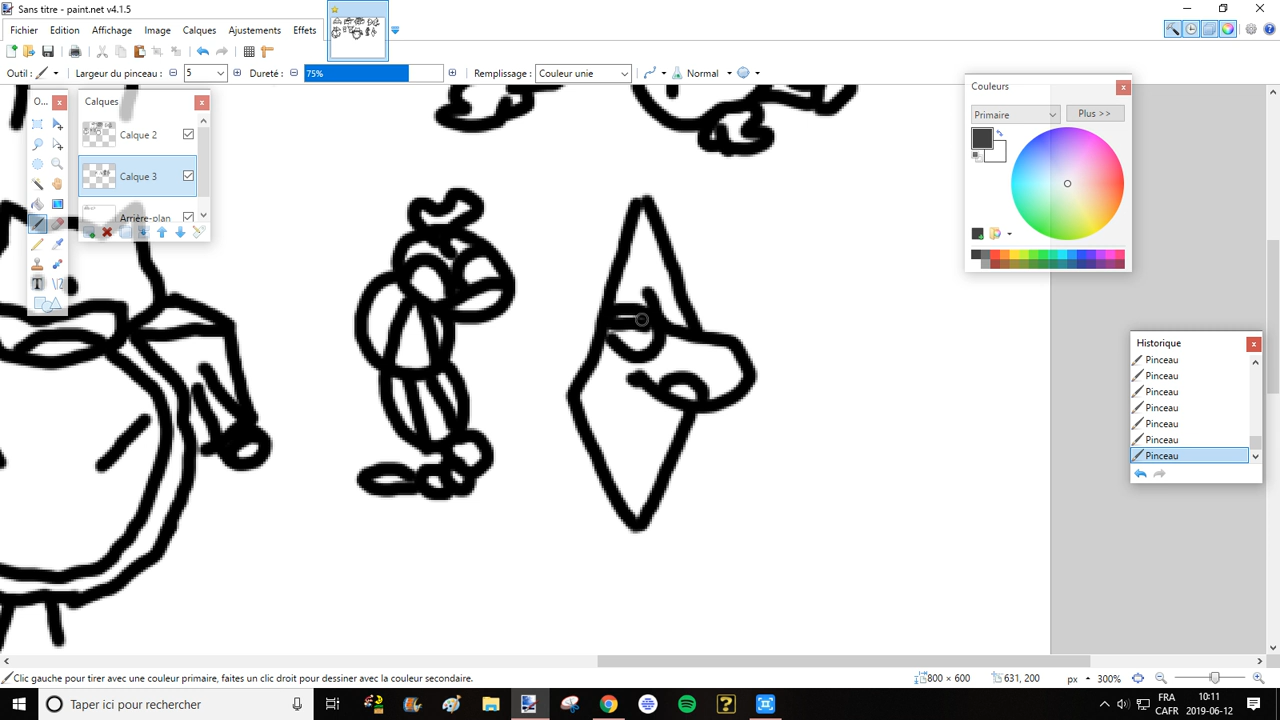 Sans titre - paint.net v4.1.5
Fichier Edition Affichage Image Calques Ajustements Effets
Outil : Largeur du pinceau : 5 Dureté : 75% Remplissage : Couleur unie Normal
O... Calques
Calque 2
Calque 3
Arrière-plan
Couleurs
Primaire Plus >>
Historique
Pinceau
Pinceau
Pinceau
Pinceau
Pinceau
Pinceau
Pinceau
Clic gauche pour tirer avec une couleur primaire, faites un clic droit pour dessiner avec la couleur secondaire. 800 × 600 631, 200 px 300%
Taper ici pour rechercher
FRA 10:11
CAFR 2019-06-12